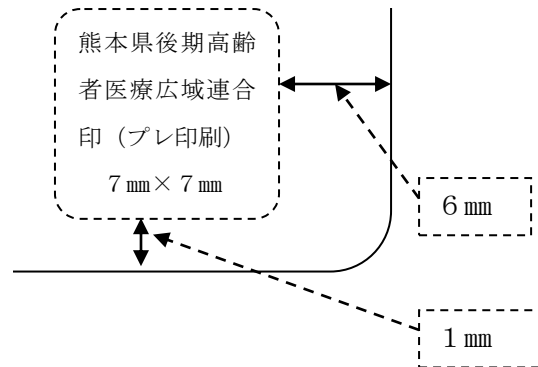 熊本県後期高齢
者医療広域連合
印（プレ印刷）
７㎜×７㎜
６㎜
１㎜